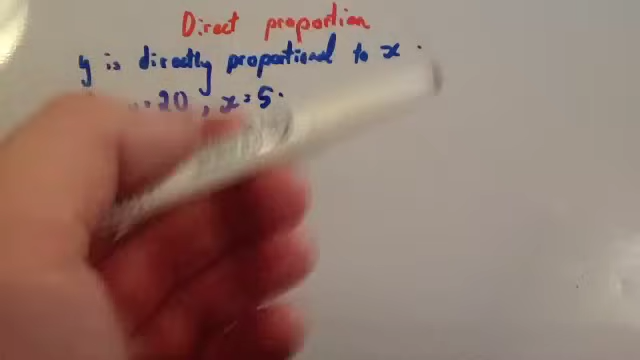 Direct proportion
y is directly proportional to x .
y = 20 , x = 5 .